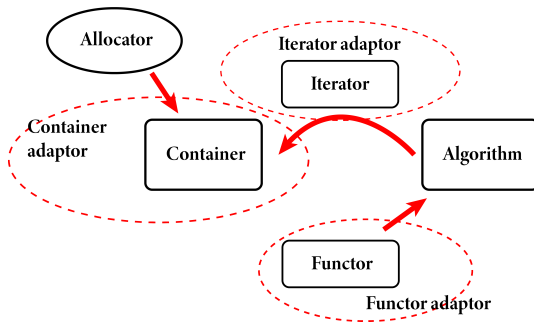 Allocator
Iterator adaptor
Iterator
Container
adaptor
Container
Algorithm
Functor
Functor adaptor